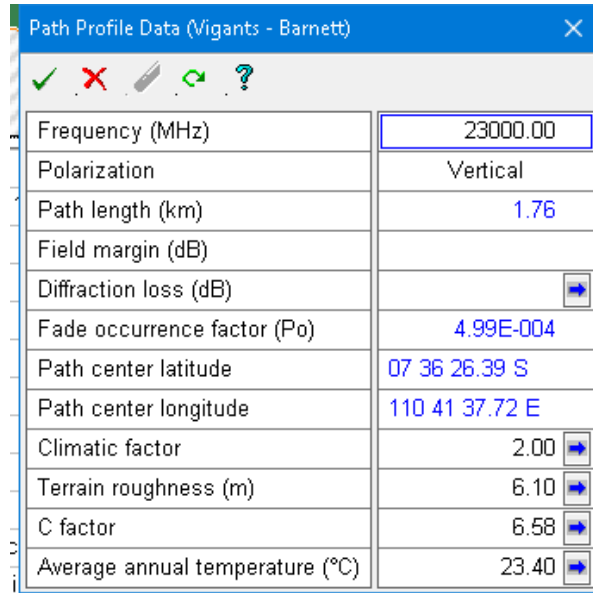 Path Profile Data (Vigants - Barnett)
Frequency (MHz) 23000.00
Polarization Vertical
Path length (km) 1.76
Field margin (dB)
Diffraction loss (dB)
Fade occurrence factor (Po) 4.99E-004
Path center latitude 07 36 26.39 S
Path center longitude 110 41 37.72 E
Climatic factor 2.00
Terrain roughness (m) 6.10
C factor 6.58
Average annual temperature (°C) 23.40